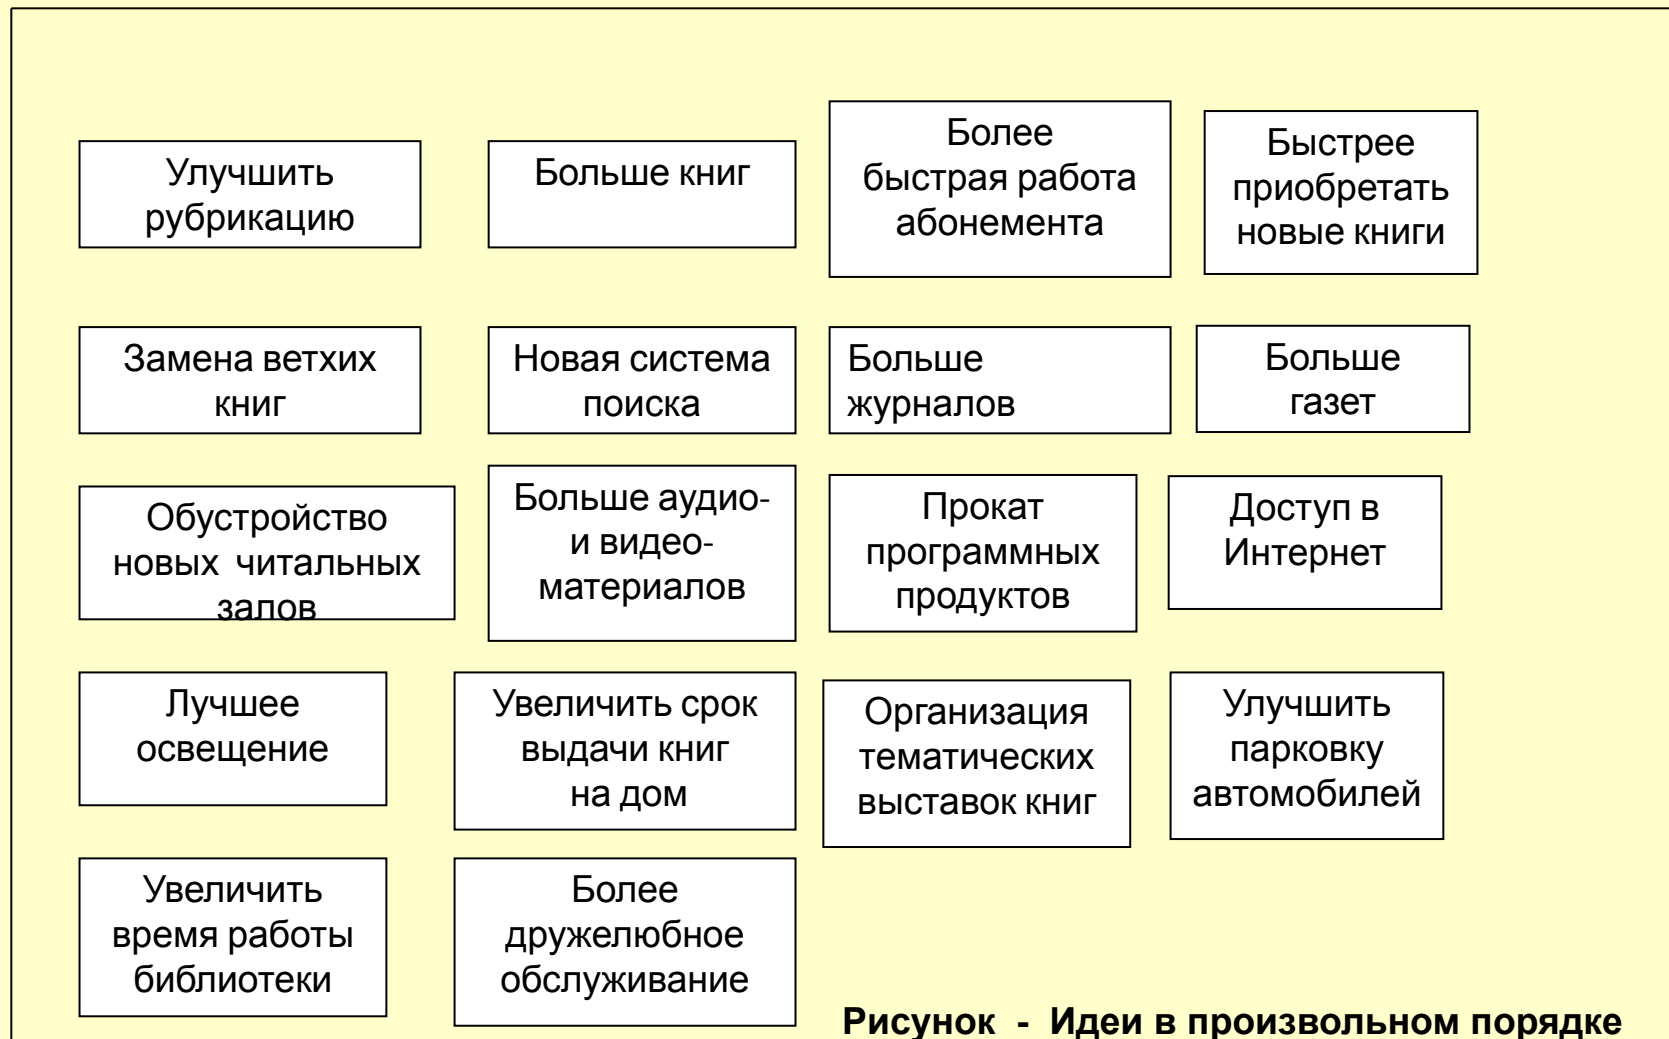 Улучшить
рубрикацию
Больше книг
Более
быстрая работа
абонемента
Быстрее
приобретать
новые книги
Замена ветхих
книг
Новая система
поиска
Больше
журналов
Больше
газет
Обустройство
новых читальных
залов
Больше аудио-
и видео-
материалов
Прокат
программных
продуктов
Доступ в
Интернет
Лучшее
освещение
Увеличить срок
выдачи книг
на дом
Организация
тематических
выставок книг
Улучшить
парковку
автомобилей
Увеличить
время работы
библиотеки
Более
дружелюбное
обслуживание
Рисунок - Идеи в произвольном порядке